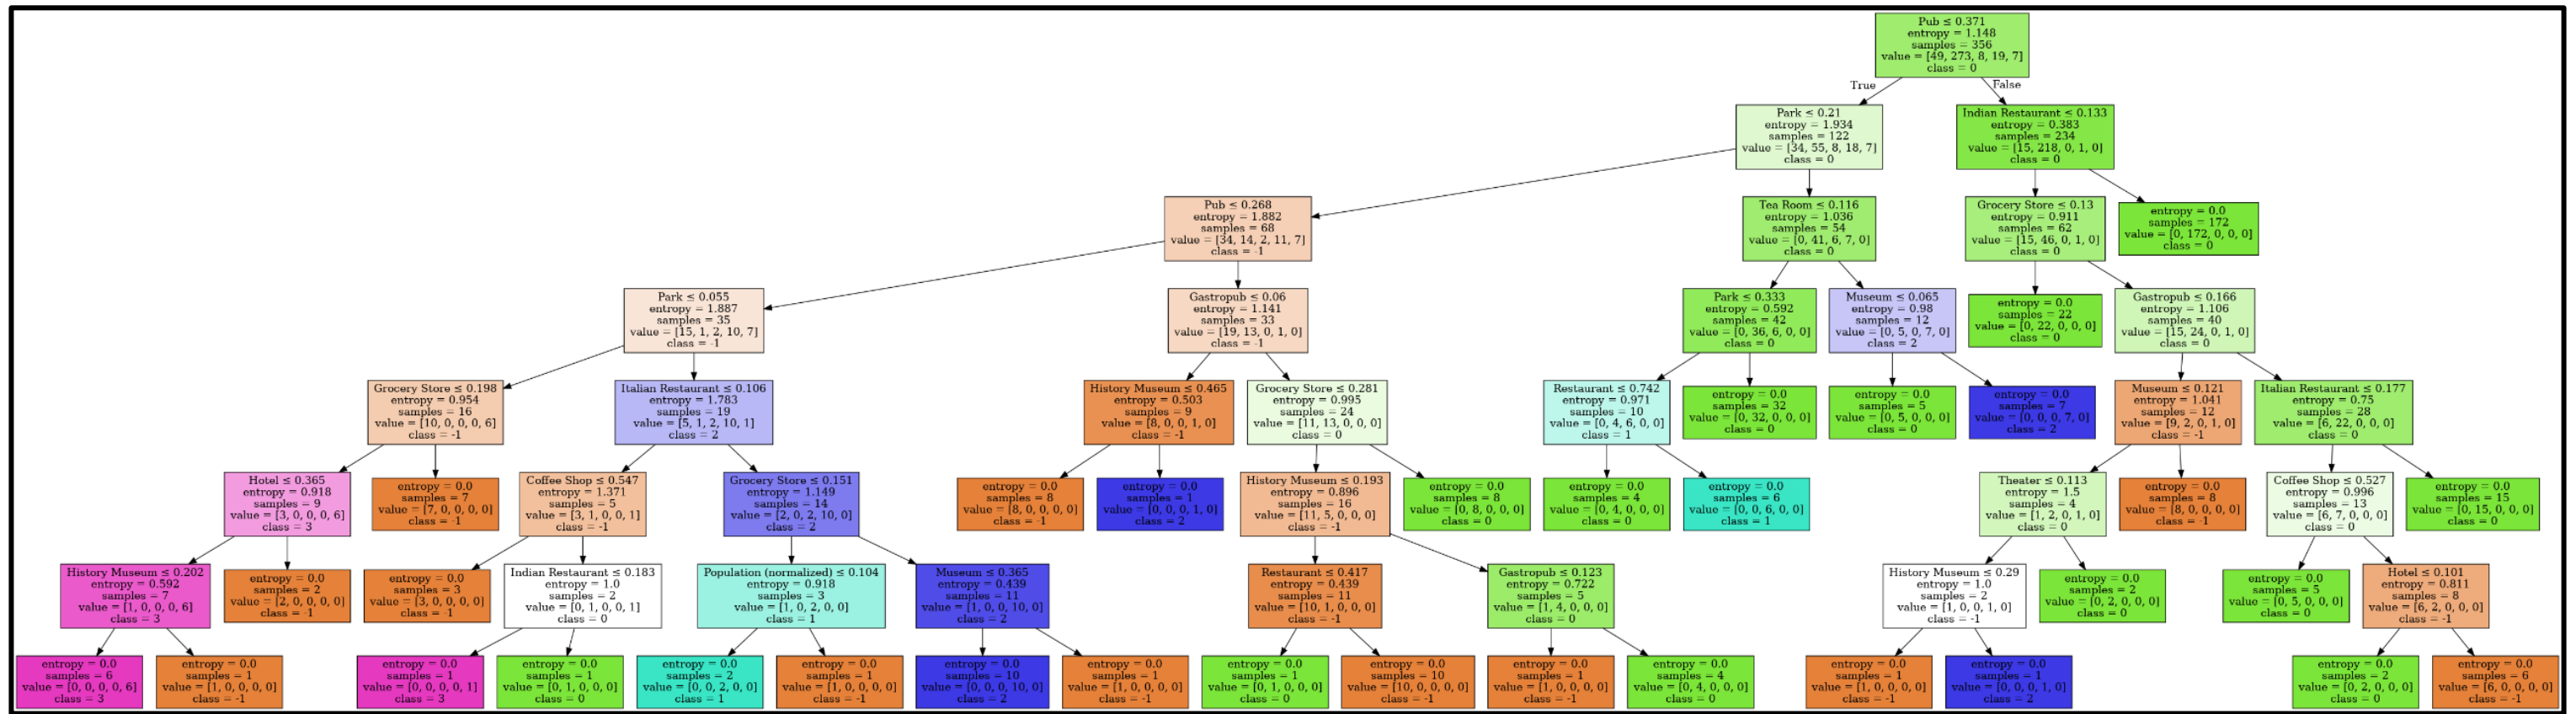 Pub ≤ 0.371
entropy = 1.148
samples = 356
value = [49, 273, 8, 19, 7]
class = 0
True
False
Park ≤ 0.21
entropy = 1.934
samples = 122
value = [34, 55, 8, 18, 7]
class = 0
Indian Restaurant ≤ 0.133
entropy = 0.383
samples = 234
value = [15, 218, 0, 1, 0]
class = 0
Pub ≤ 0.268
entropy = 1.882
samples = 68
value = [34, 14, 2, 11, 7]
class = -1
Tea Room ≤ 0.116
entropy = 1.036
samples = 54
value = [0, 41, 6, 7, 0]
class = 0
Grocery Store ≤ 0.13
entropy = 0.911
samples = 62
value = [15, 46, 0, 1, 0]
class = 0
entropy = 0.0
samples = 172
value = [0, 172, 0, 0, 0]
class = 0
Park ≤ 0.055
entropy = 1.887
samples = 35
value = [15, 1, 2, 10, 7]
class = -1
Gastropub ≤ 0.06
entropy = 1.141
samples = 33
value = [19, 13, 0, 1, 0]
class = -1
Park ≤ 0.333
entropy = 0.592
samples = 42
value = [0, 36, 6, 0, 0]
class = 0
Museum ≤ 0.065
entropy = 0.98
samples = 12
value = [0, 5, 0, 7, 0]
class = 2
entropy = 0.0
samples = 22
value = [0, 22, 0, 0, 0]
class = 0
Gastropub ≤ 0.166
entropy = 1.106
samples = 40
value = [15, 24, 0, 1, 0]
class = 0
Grocery Store ≤ 0.198
entropy = 0.954
samples = 16
value = [10, 0, 0, 0, 6]
class = -1
Italian Restaurant ≤ 0.106
entropy = 1.783
samples = 19
value = [5, 1, 2, 10, 1]
class = 2
History Museum ≤ 0.465
entropy = 0.503
samples = 9
value = [8, 0, 0, 1, 0]
class = -1
Grocery Store ≤ 0.281
entropy = 0.995
samples = 24
value = [11, 13, 0, 0, 0]
class = 0
Restaurant ≤ 0.742
entropy = 0.971
samples = 10
value = [0, 4, 6, 0, 0]
class = 1
entropy = 0.0
samples = 32
value = [0, 32, 0, 0, 0]
class = 0
entropy = 0.0
samples = 5
value = [0, 5, 0, 0, 0]
class = 0
entropy = 0.0
samples = 7
value = [0, 0, 0, 7, 0]
class = 2
Museum ≤ 0.121
entropy = 1.041
samples = 12
value = [9, 2, 0, 1, 0]
class = -1
Italian Restaurant ≤ 0.177
entropy = 0.75
samples = 28
value = [6, 22, 0, 0, 0]
class = 0
Hotel ≤ 0.365
entropy = 0.918
samples = 9
value = [3, 0, 0, 0, 6]
class = 3
entropy = 0.0
samples = 7
value = [7, 0, 0, 0, 0]
class = -1
Coffee Shop ≤ 0.547
entropy = 1.371
samples = 5
value = [3, 1, 0, 0, 1]
class = -1
Grocery Store ≤ 0.151
entropy = 1.149
samples = 14
value = [2, 0, 2, 10, 0]
class = 2
entropy = 0.0
samples = 8
value = [8, 0, 0, 0, 0]
class = -1
entropy = 0.0
samples = 1
value = [0, 0, 0, 1, 0]
class = 2
History Museum ≤ 0.193
entropy = 0.896
samples = 16
value = [11, 5, 0, 0, 0]
class = -1
entropy = 0.0
samples = 8
value = [0, 8, 0, 0, 0]
class = 0
entropy = 0.0
samples = 4
value = [0, 4, 0, 0, 0]
class = 0
entropy = 0.0
samples = 6
value = [0, 0, 6, 0, 0]
class = 1
Theater ≤ 0.113
entropy = 1.5
samples = 4
value = [1, 2, 0, 1, 0]
class = 0
entropy = 0.0
samples = 8
value = [8, 0, 0, 0, 0]
class = -1
Coffee Shop ≤ 0.527
entropy = 0.996
samples = 13
value = [6, 7, 0, 0, 0]
class = 0
entropy = 0.0
samples = 15
value = [0, 15, 0, 0, 0]
class = 0
History Museum ≤ 0.202
entropy = 0.592
samples = 7
value = [1, 0, 0, 0, 6]
class = 3
entropy = 0.0
samples = 2
value = [2, 0, 0, 0, 0]
class = -1
entropy = 0.0
samples = 3
value = [3, 0, 0, 0, 0]
class = -1
Indian Restaurant ≤ 0.183
entropy = 1.0
samples = 2
value = [0, 1, 0, 0, 1]
class = 0
Population (normalized) ≤ 0.104
entropy = 0.918
samples = 3
value = [1, 0, 2, 0, 0]
class = 1
Museum ≤ 0.365
entropy = 0.439
samples = 11
value = [1, 0, 0, 10, 0]
class = 2
Restaurant ≤ 0.417
entropy = 0.439
samples = 11
value = [10, 1, 0, 0, 0]
class = -1
Gastropub ≤ 0.123
entropy = 0.722
samples = 5
value = [1, 4, 0, 0, 0]
class = 0
History Museum ≤ 0.29
entropy = 1.0
samples = 2
value = [1, 0, 0, 1, 0]
class = -1
entropy = 0.0
samples = 2
value = [0, 2, 0, 0, 0]
class = 0
entropy = 0.0
samples = 5
value = [0, 5, 0, 0, 0]
class = 0
Hotel ≤ 0.101
entropy = 0.811
samples = 8
value = [6, 2, 0, 0, 0]
class = -1
entropy = 0.0
samples = 6
value = [0, 0, 0, 0, 6]
class = 3
entropy = 0.0
samples = 1
value = [1, 0, 0, 0, 0]
class = -1
entropy = 0.0
samples = 1
value = [0, 0, 0, 0, 1]
class = 3
entropy = 0.0
samples = 1
value = [0, 1, 0, 0, 0]
class = 0
entropy = 0.0
samples = 2
value = [0, 0, 2, 0, 0]
class = 1
entropy = 0.0
samples = 1
value = [1, 0, 0, 0, 0]
class = -1
entropy = 0.0
samples = 10
value = [0, 0, 0, 10, 0]
class = 2
entropy = 0.0
samples = 1
value = [1, 0, 0, 0, 0]
class = -1
entropy = 0.0
samples = 1
value = [0, 1, 0, 0, 0]
class = 0
entropy = 0.0
samples = 10
value = [10, 0, 0, 0, 0]
class = -1
entropy = 0.0
samples = 1
value = [1, 0, 0, 0, 0]
class = -1
entropy = 0.0
samples = 4
value = [0, 4, 0, 0, 0]
class = 0
entropy = 0.0
samples = 1
value = [1, 0, 0, 0, 0]
class = -1
entropy = 0.0
samples = 1
value = [0, 0, 0, 1, 0]
class = 2
entropy = 0.0
samples = 2
value = [0, 2, 0, 0, 0]
class = 0
entropy = 0.0
samples = 6
value = [6, 0, 0, 0, 0]
class = -1